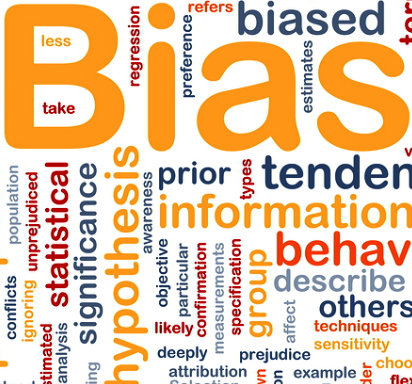 refers
biased
Bias
less
take
regression
preference
estimates
prior
types
tenden
information
population
unprejudiced
statistical
significance
hypothesis
awareness
behav
describe
others
techniques
sensitivity
conflicts
ignoring
objective
particular
confirmation
measurements
specification
group
affect
likely
deeply
prejudice
attribution
example
analysis
stimated
choo
Selection
ing